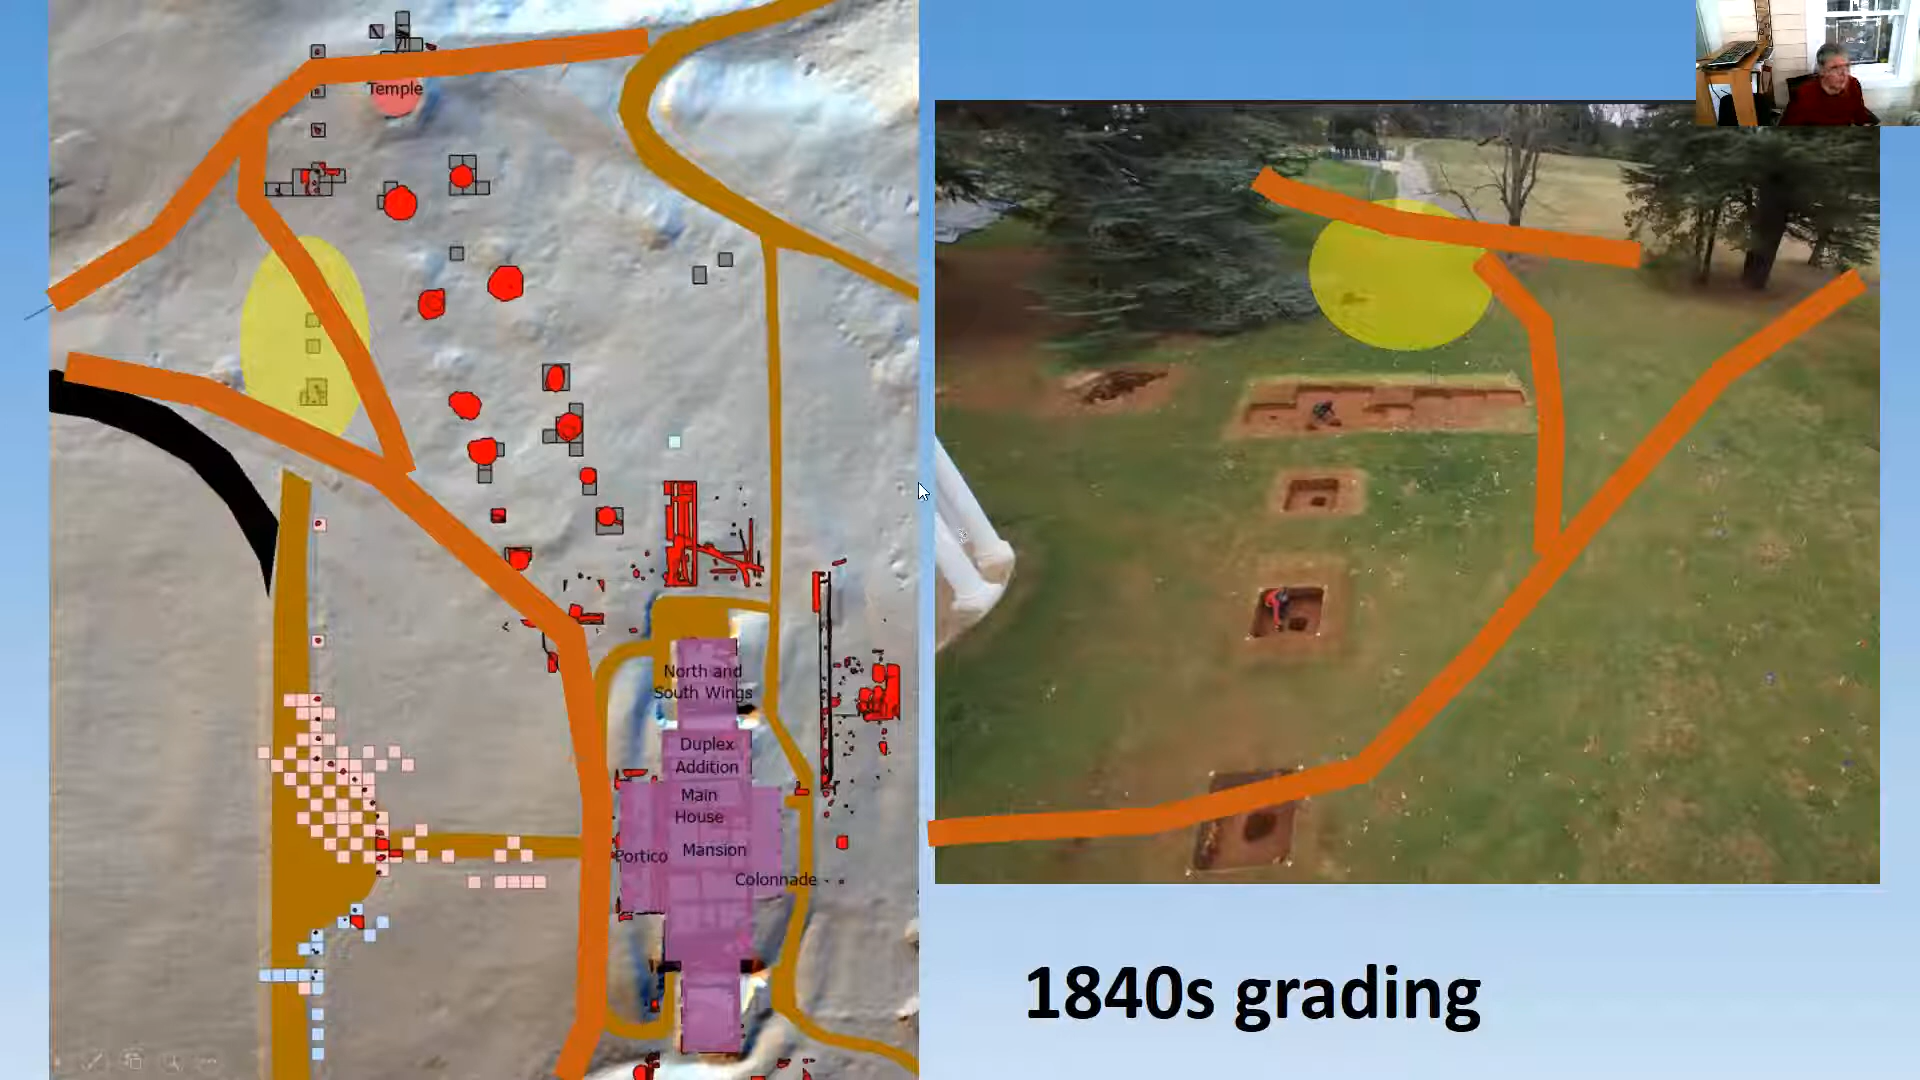 Temple
North and
South Wings
Duplex
Addition
Main
House
Portico
Mansion
Colonnade
1840s grading